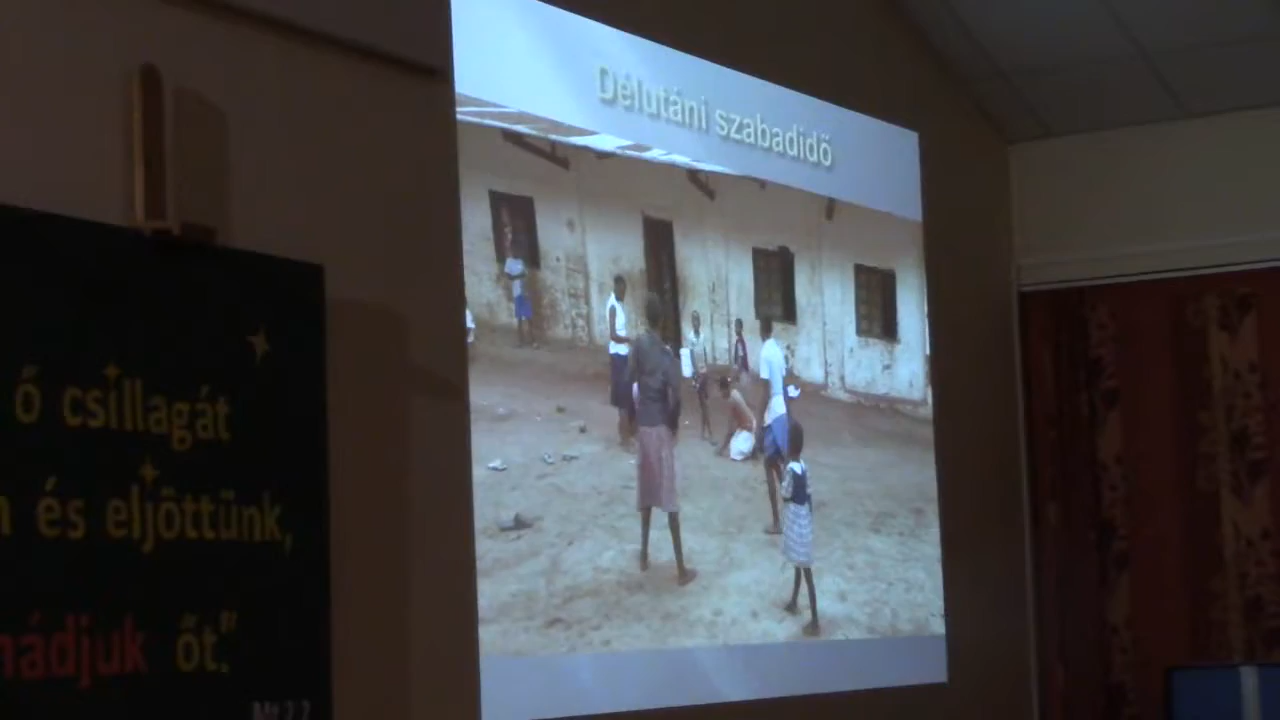 Délutáni szabadidő
ő csillagát
és eljöttünk,
nádjuk őt."